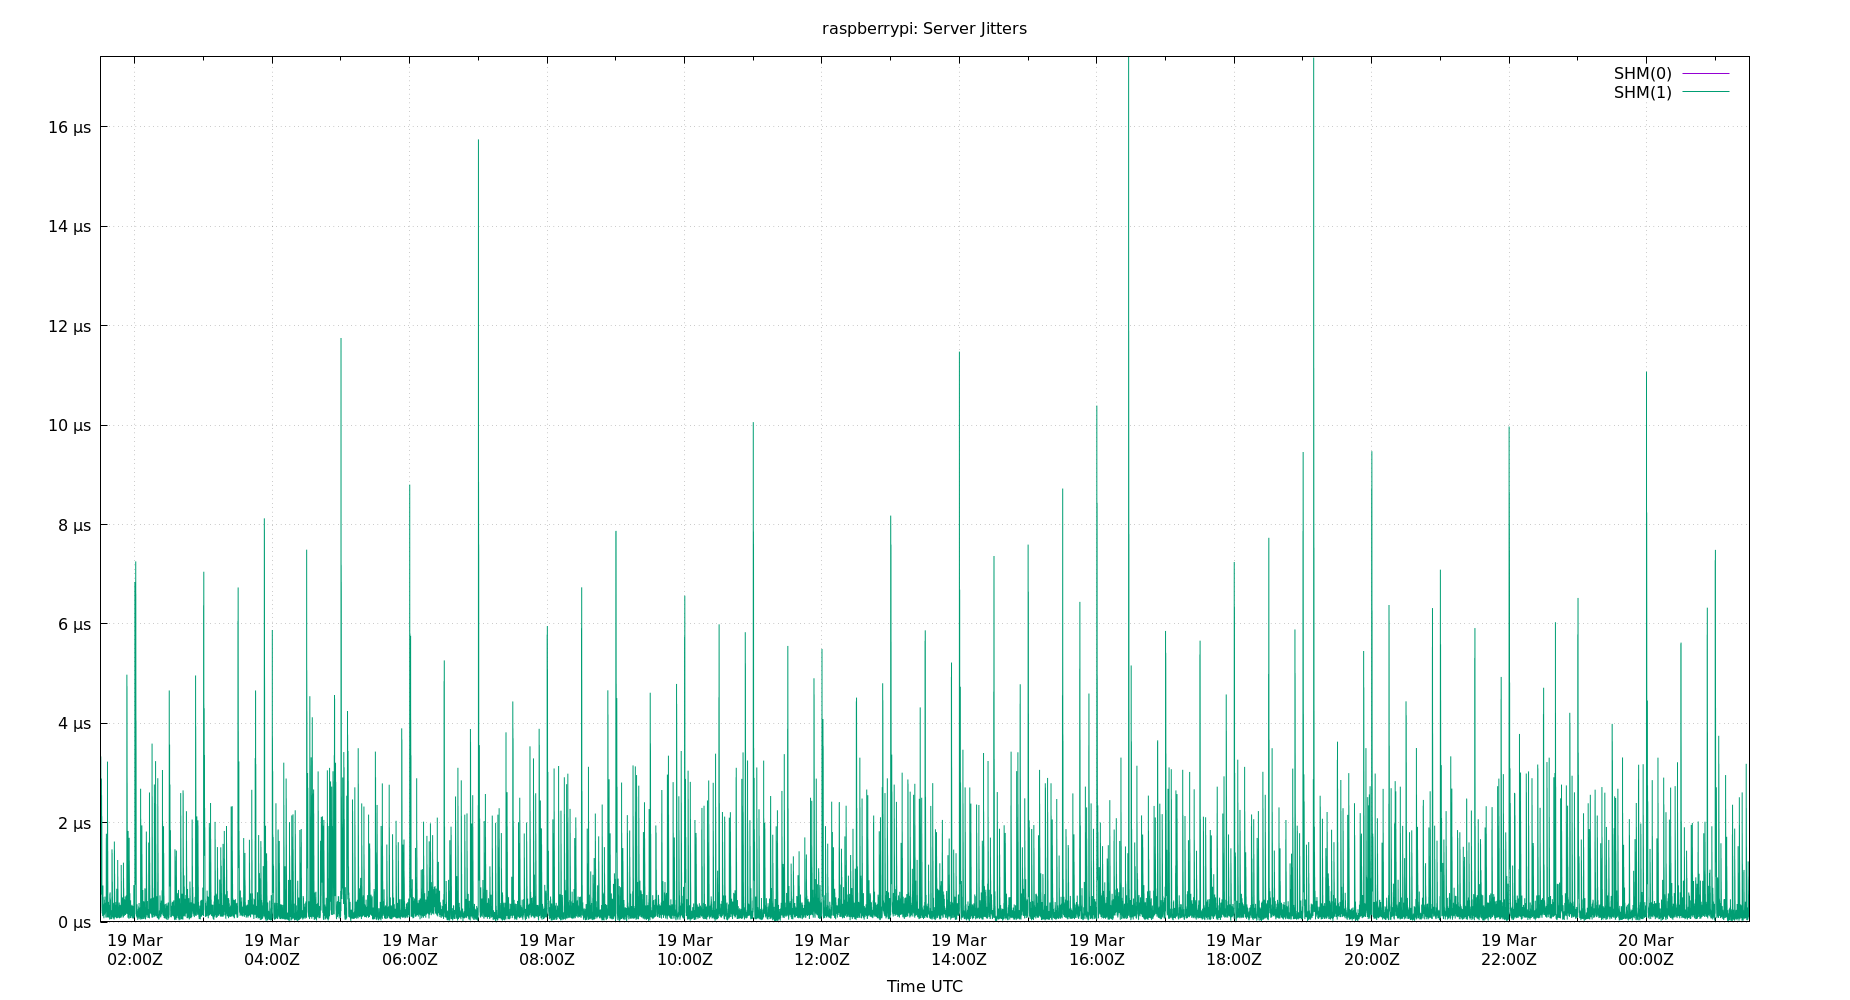 raspberrypi: Server Jitters
SHM(0)
SHM(1)
16 µs
14 µs
12 µs
10 µs
8 µs
6 µs
4 µs
2 µs
0 µs
19 Mar
02:00Z
19 Mar
04:00Z
19 Mar
06:00Z
19 Mar
08:00Z
19 Mar
10:00Z
19 Mar
12:00Z
19 Mar
14:00Z
19 Mar
16:00Z
19 Mar
18:00Z
19 Mar
20:00Z
19 Mar
22:00Z
20 Mar
00:00Z
Time UTC